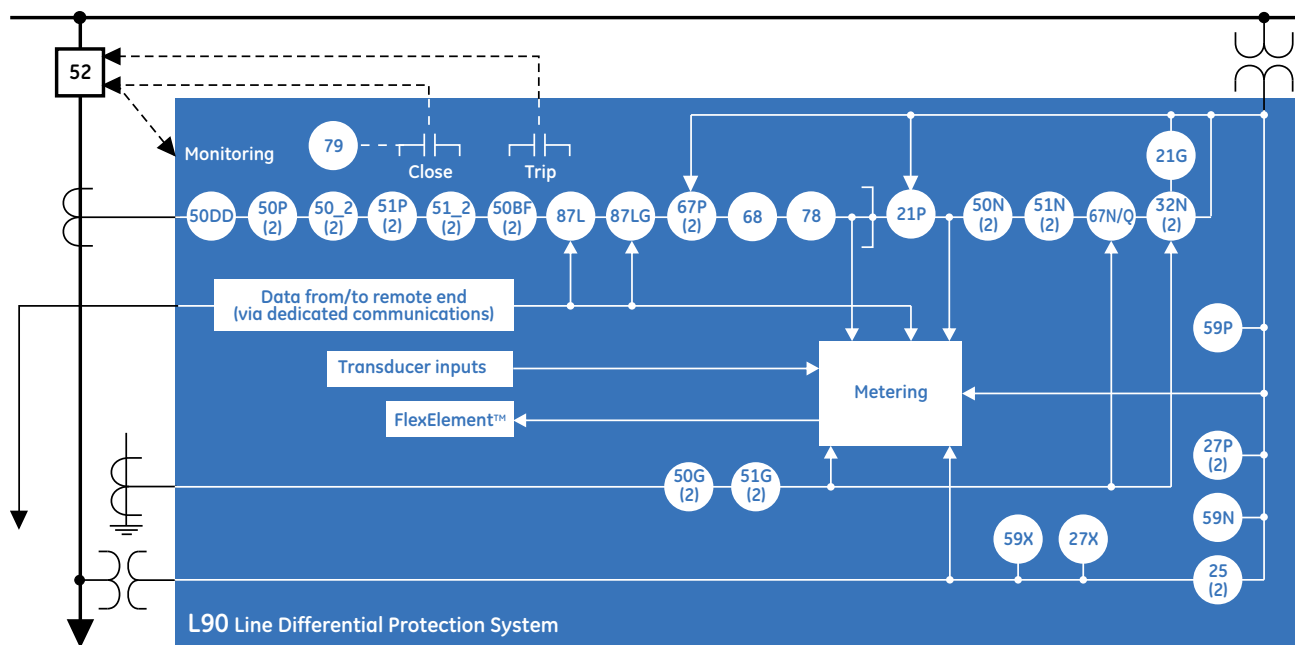 52
Monitoring
79
Close
Trip
21G
50DD
50P
(2)
50_2
(2)
51P
(2)
51_2
(2)
50BF
(2)
87L
87LG
67P
(2)
68
78
21P
50N
(2)
51N
(2)
67N/Q
32N
(2)
Data from/to remote end
(via dedicated communications)
59P
Transducer inputs
Metering
FlexElement™
27P
(2)
50G
(2)
51G
(2)
59N
59X
27X
25
(2)
L90 Line Differential Protection System